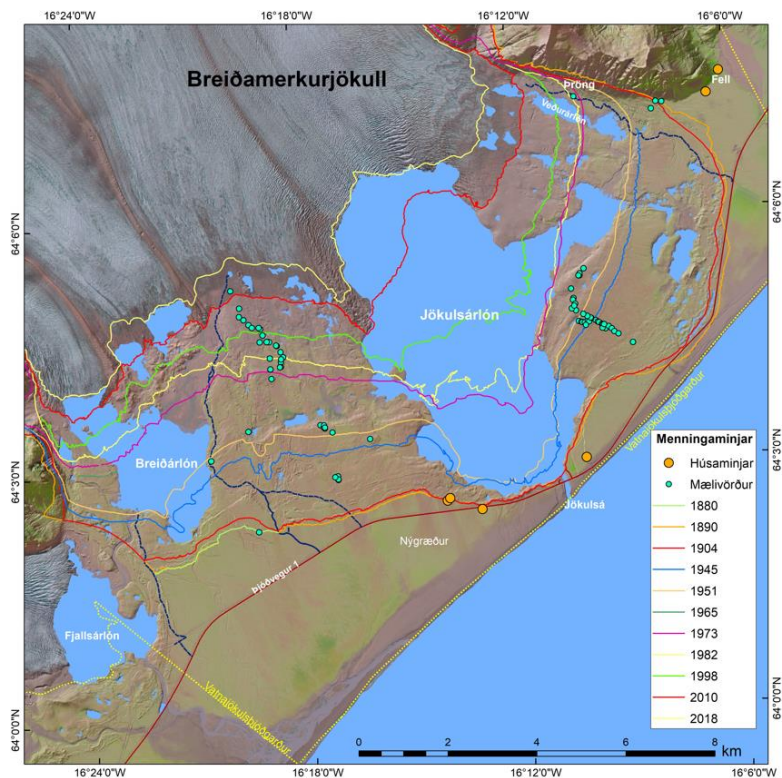 16°24'0"W
16°18'0"W
16°12'0"W
16°6'0"W
Breiðamerkurjökull
Þröng
Fell
Veðurárlón
64°6'0"N
64°6'0"N
Jökulsárlón
Breiðárlón
64°3'0"N
64°3'0"N
Jökulsá
Nýgræður
Þjóðvegur 1
Fjallsárlón
Vatnajökulsþjóðgarður
Vatnajökulsþjóðgarður
64°0'0"N
64°0'0"N
Menningaminjar
Húsaminjar
Mælivörður
1880
1890
1904
1945
1951
1965
1973
1982
1998
2010
2018
0 2 4 6 8
km
16°24'0"W
16°18'0"W
16°12'0"W
16°6'0"W